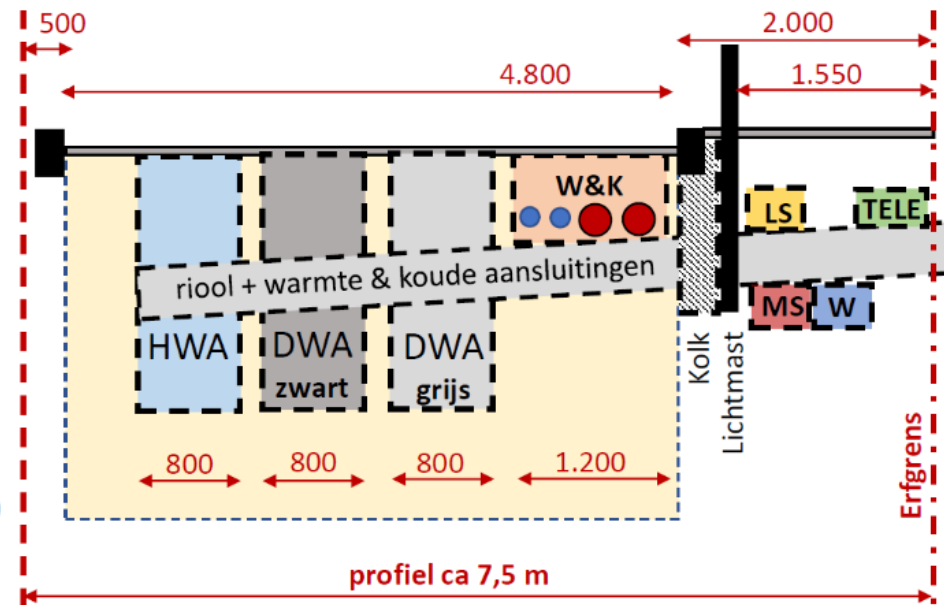 500
2.000
4.800
1.550
W&K
LS
TELE
riool + warmte & koude aansluitingen
MS
W
HWA
DWA
zwart
DWA
grijs
Kolk
Lichtmast
Erfgrens
800
800
800
1.200
profiel ca 7,5 m